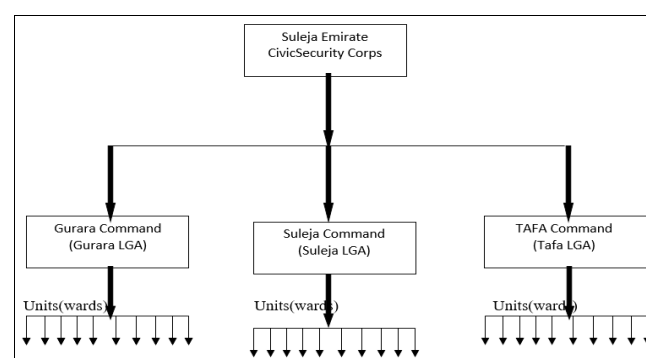 Suleja Emirate
CivicSecurity Corps
Gurara Command
(Gurara LGA)
Suleja Command
(Suleja LGA)
TAFA Command
(Tafa LGA)
Units(wards)
Units(wards)
Units(wards)